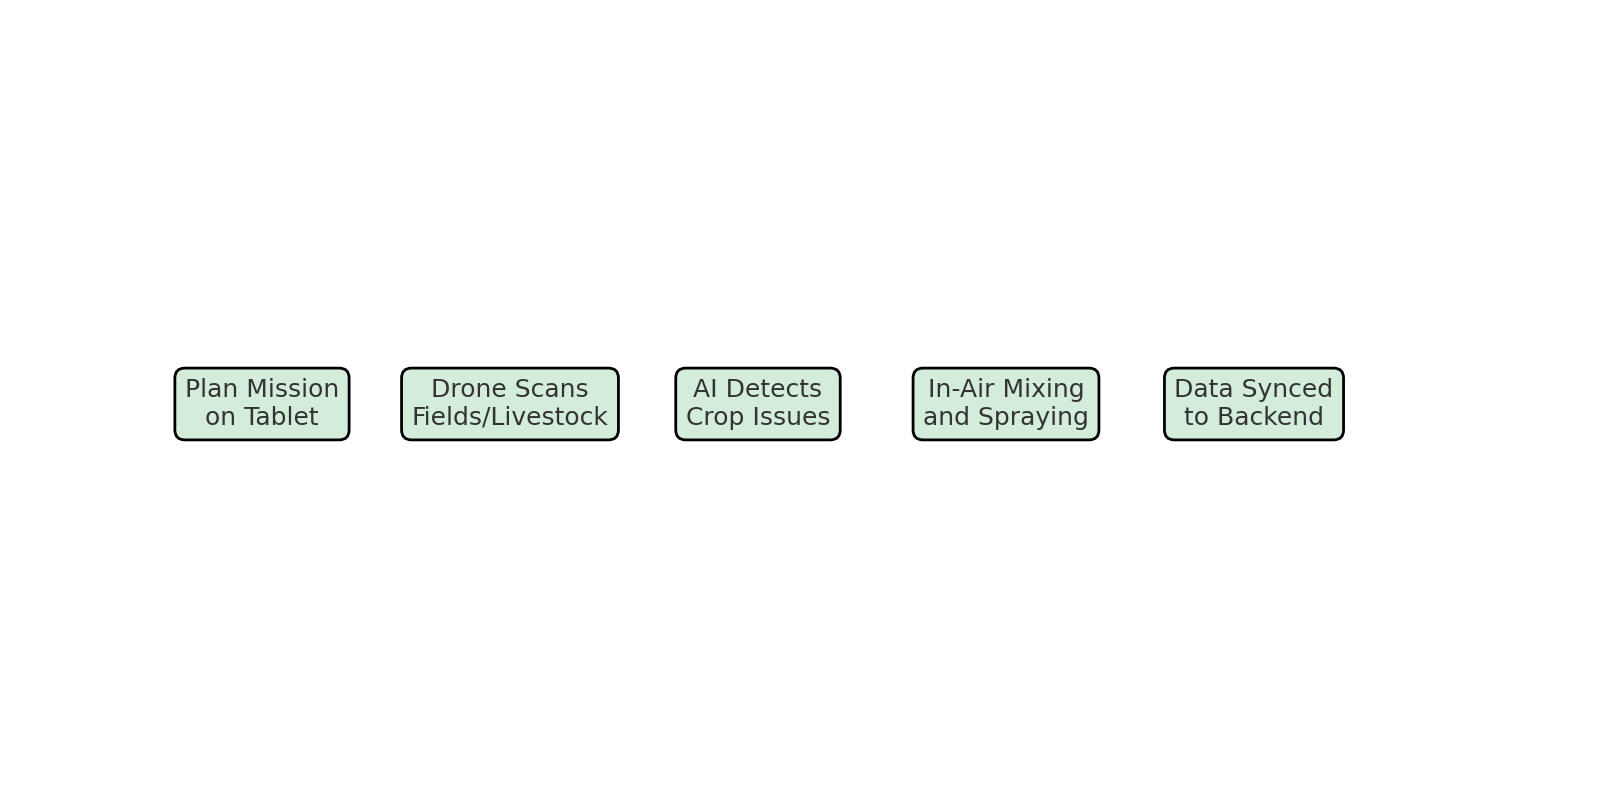 Plan Mission
on Tablet
Drone Scans
Fields/Livestock
AI Detects
Crop Issues
In-Air Mixing
and Spraying
Data Synced
to Backend